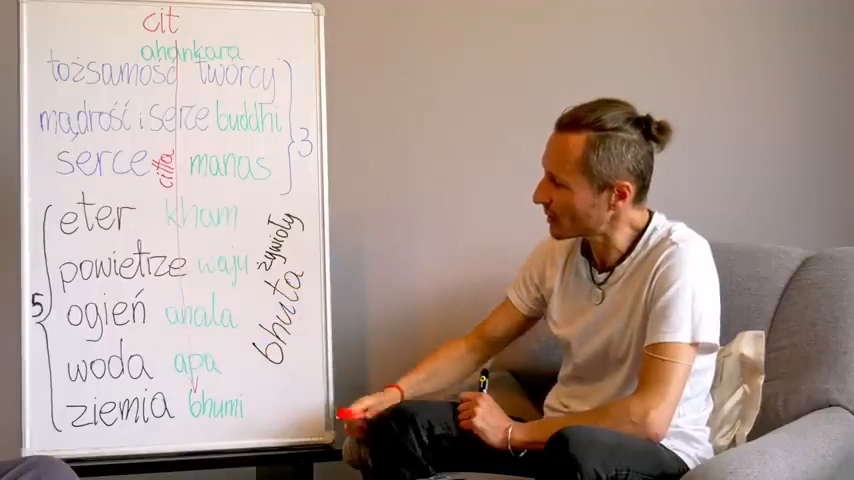 cit
ahankara
tożsamość twórcy
mądrość i serce buddhi
3
serce citta manas
eter kham
powietrze waju
ogień anala
woda apa
ziemia bhumi
5
bhuta żywioły